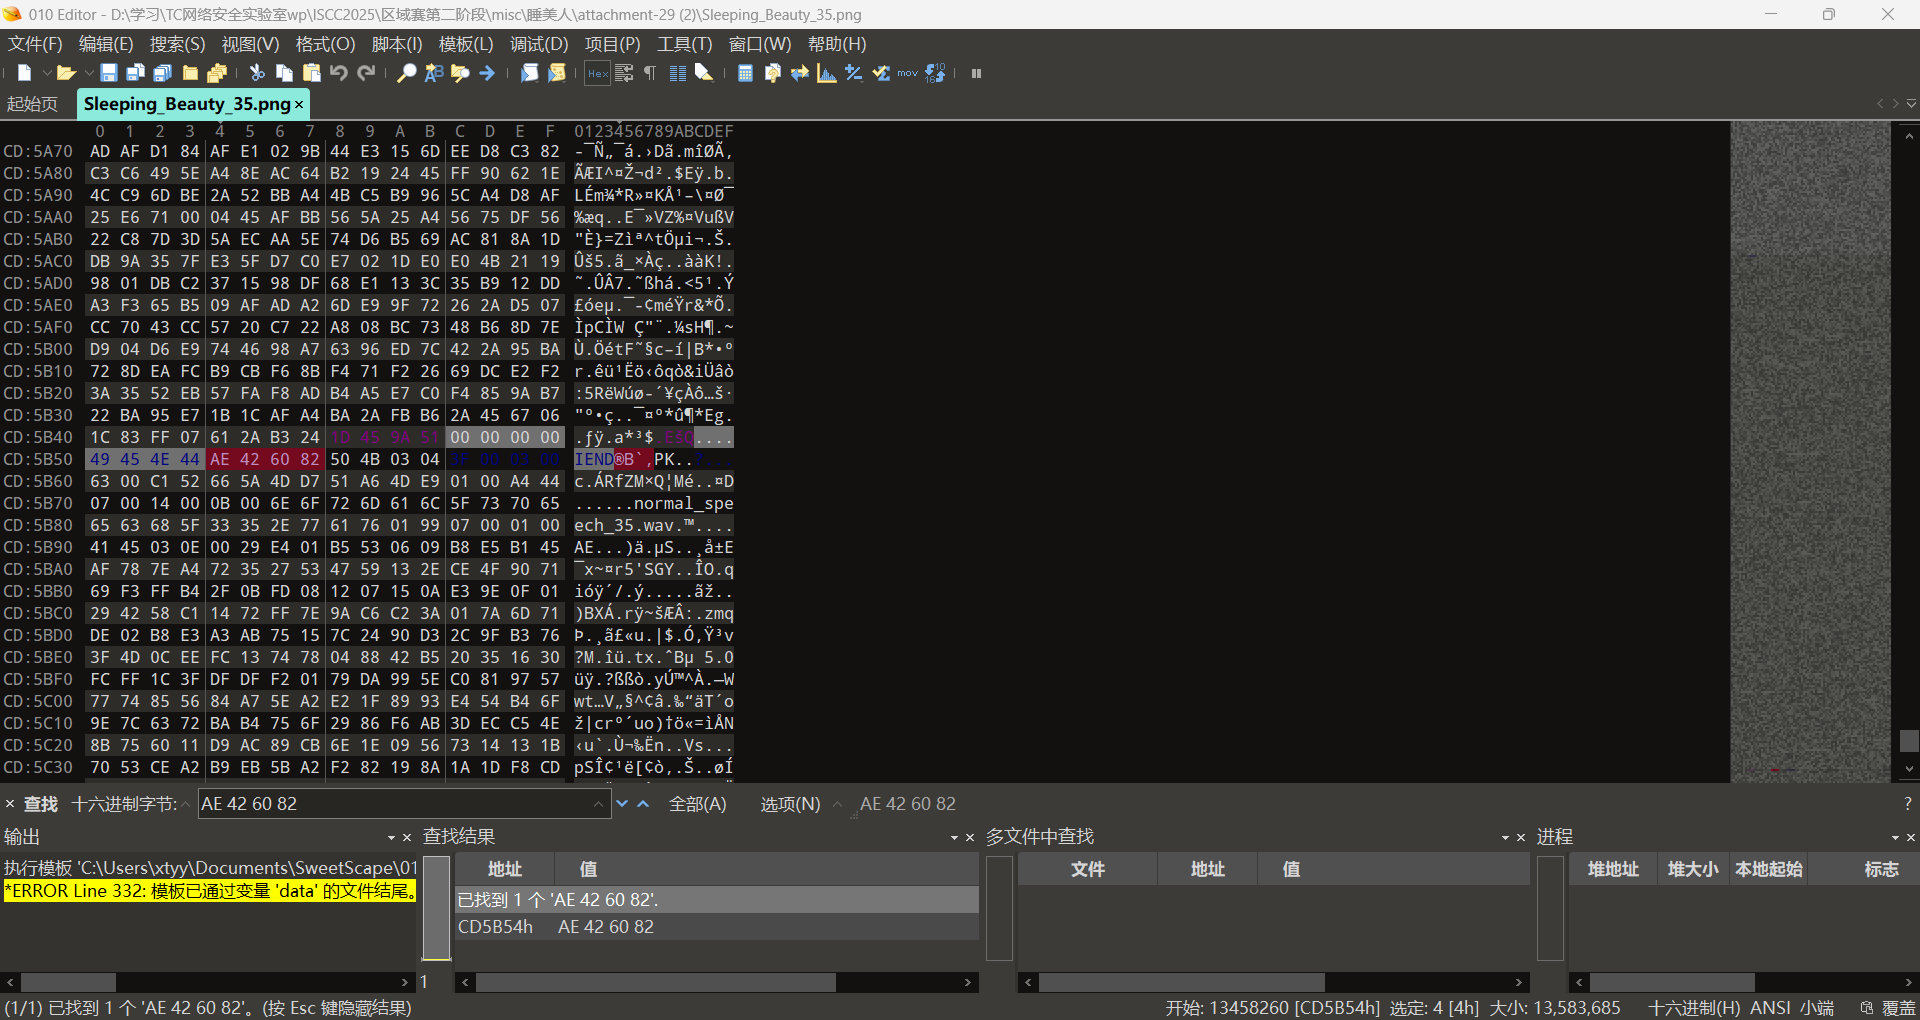 010 Editor - D:\学习\TC网络安全实验室wp\ISCC2025\区域赛第二阶段\misc\睡美人\attachment-29 (2)\Sleeping_Beauty_35.png
文件(F) 编辑(E) 搜索(S) 视图(V) 格式(O) 脚本(I) 模板(L) 调试(D) 项目(P) 工具(T) 窗口(W) 帮助(H)
起始页 Sleeping_Beauty_35.png ×
0 1 2 3 4 5 6 7 8 9 A B C D E F 0123456789ABCDEF
CD:5A70 AD AF D1 84 AF E1 02 9B 44 E3 15 6D EE D8 C3 82 -¯Ñ„¯á.›Dã.mîØÃ‚
CD:5A80 C3 C6 49 5E A4 8E AC 64 B2 19 24 45 FF 90 62 1E ÃÆI^¤Ž¬d².$Eÿ.b.
CD:5A90 4C C9 6D BE 2A 52 BB A4 4B C5 B9 96 5C A4 D8 AF LÉm¾*R»¤KÅ¹–\¤Ø¯
CD:5AA0 25 E6 71 00 04 45 AF BB 56 5A 25 A4 56 75 DF 56 %æq..E¯»VZ%¤VußV
CD:5AB0 22 C8 7D 3D 5A EC AA 5E 74 D6 B5 69 AC 81 8A 1D "È}=Zìª^tÖµi¬.Š.
CD:5AC0 DB 9A 35 7F E3 5F D7 C0 E7 02 1D E0 E0 4B 21 19 Ûš5.ã_×Àç..ààK!.
CD:5AD0 98 01 DB C2 37 15 98 DF 68 E1 13 3C 35 B9 12 DD ˜.ÛÂ7.˜ßhá.<5¹.Ý
CD:5AE0 A3 F3 65 B5 09 AF AD A2 6D E9 9F 72 26 2A D5 07 £óeµ.¯-¢méŸr&*Õ.
CD:5AF0 CC 70 43 CC 57 20 C7 22 A8 08 BC 73 48 B6 8D 7E ÌpCÌW Ç"¨.¼sH¶.~
CD:5B00 D9 04 D6 E9 74 46 98 A7 63 96 ED 7C 42 2A 95 BA Ù.ÖétF˜§c–í|B*•º
CD:5B10 72 8D EA FC B9 CB F6 8B F4 71 F2 26 69 DC E2 F2 r.êü¹Ëö‹ôqò&iÜâò
CD:5B20 3A 35 52 EB 57 FA F8 AD B4 A5 E7 C0 F4 85 9A B7 :5RëWúø-´¥çÀô…š·
CD:5B30 22 BA 95 E7 1B 1C AF A4 BA 2A FB B6 2A 45 67 06 "º•ç..¯¤º*û¶*Eg.
CD:5B40 1C 83 FF 07 61 2A B3 24 1D 45 9A 51 00 00 00 00 .ƒÿ.a*³$.EšQ....
CD:5B50 49 45 4E 44 AE 42 60 82 50 4B 03 04 3F 00 03 00 IEND®B`‚PK..?...
CD:5B60 63 00 C1 52 66 5A 4D D7 51 A6 4D E9 01 00 A4 44 c.ÁRfZM×Q¦Mé..¤D
CD:5B70 07 00 14 00 0B 00 6E 6F 72 6D 61 6C 5F 73 70 65 ......normal_spe
CD:5B80 65 63 68 5F 33 35 2E 77 61 76 01 99 07 00 01 00 ech_35.wav.™....
CD:5B90 41 45 03 0E 00 29 E4 01 B5 53 06 09 B8 E5 B1 45 AE...)ä.µS..¸å±E
CD:5BA0 AF 78 7E A4 72 35 27 53 47 59 13 2E CE 4F 90 71 ¯x~¤r5'SGY..ÎO.q
CD:5BB0 69 F3 FF B4 2F 0B FD 08 12 07 15 0A E3 9E 0F 01 ióÿ´/.ý.....ãž..
CD:5BC0 29 42 58 C1 14 72 FF 7E 9A C6 C2 3A 01 7A 6D 71 )BXÁ.rÿ~šÆÂ:.zmq
CD:5BD0 DE 02 B8 E3 A3 AB 75 15 7C 24 90 D3 2C 9F B3 76 Þ.¸ã£«u.|$.Ó,Ÿ³v
CD:5BE0 3F 4D 0C EE FC 13 74 78 04 88 42 B5 20 35 16 30 ?M.îü.tx.ˆBµ 5.0
CD:5BF0 FC FF 1C 3F DF DF F2 01 79 DA 99 5E C0 81 97 57 üÿ.?ßßò.yÚ™^À.—W
CD:5C00 77 74 85 56 84 A7 5E A2 E2 1F 89 93 E4 54 B4 6F wt…V„§^¢â.‰“äT´o
CD:5C10 9E 7C 63 72 BA B4 75 6F 29 86 F6 AB 3D EC C5 4E ž|crº´uo)†ö«=ìÅN
CD:5C20 8B 75 60 11 D9 AC 89 CB 6E 1E 09 56 73 14 13 1B ‹u`.Ù¬‰Ën..Vs...
CD:5C30 70 53 CE A2 B9 EB 5B A2 F2 82 19 8A 1A 1D F8 CD pSÎ¢¹ë[¢ò‚.Š..øÍ
× 查找 十六进制字节: AE 42 60 82 全部(A) 选项(N) AE 42 60 82 ?
输出 查找结果 多文件中查找 进程
执行模板 'C:\Users\xtyy\Documents\SweetScape\01
*ERROR Line 332: 模板已通过变量 'data' 的文件结尾。
地址 值
已找到 1 个 'AE 42 60 82'.
CD5B54h AE 42 60 82
文件 地址 值
堆地址 堆大小 本地起始 标志
1
(1/1) 已找到 1 个 'AE 42 60 82'。(按 Esc 键隐藏结果) 开始: 13458260 [CD5B54h] 选定: 4 [4h] 大小: 13,583,685 十六进制(H) ANSI 小端 覆盖